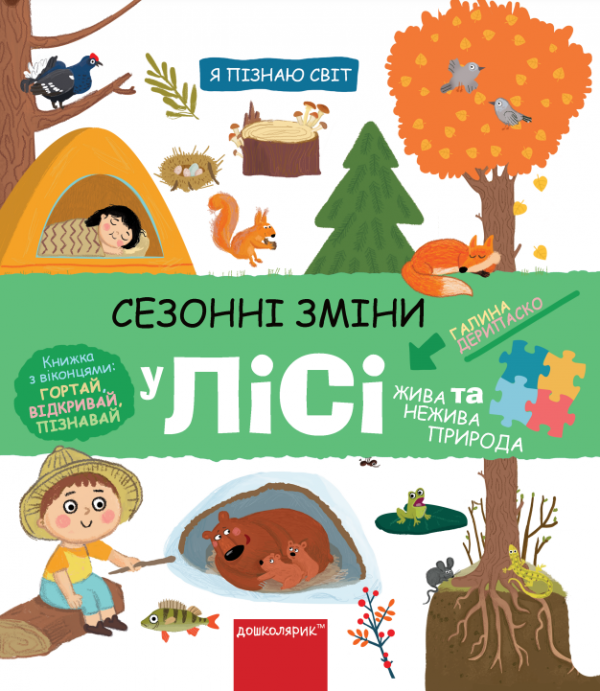 Я ПІЗНАЮ СВІТ
СЕЗОННІ ЗМІНИ
у ЛІСІ
ГАЛИНА
ДЕРИПАСКО
Книжка
з віконцями:
ГОРТАЙ,
ВІДКРИВАЙ,
ПІЗНАВАЙ
ЖИВА та
НЕЖИВА
ПРИРОДА
ДОШКОЛЯРИК™